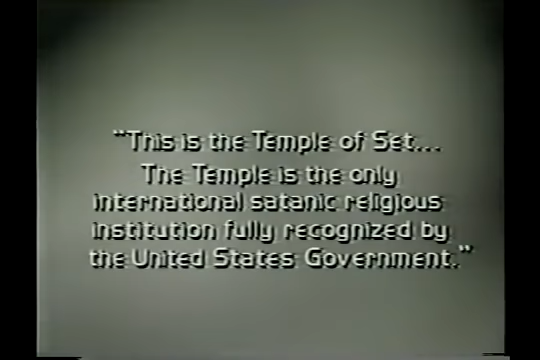 “This is the Temple of Set...
The Temple is the only
international satanic religious
institution fully recognized by
the United States Government.”